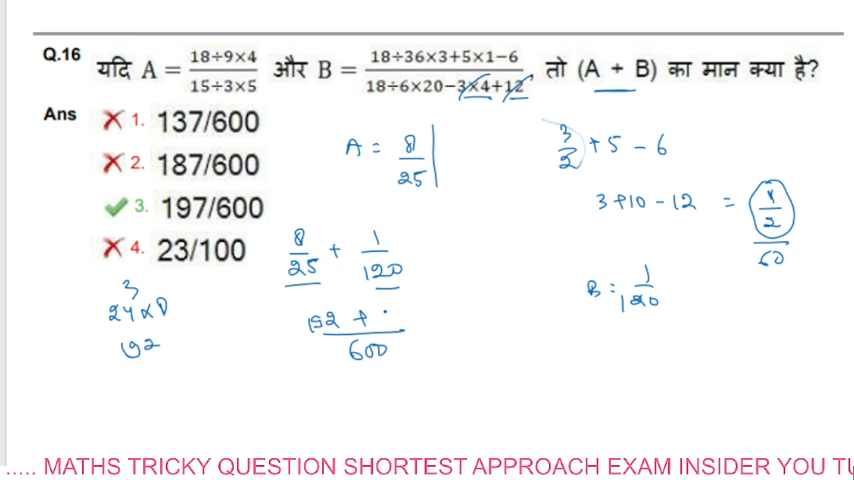 Q.16 यदि A = 18÷9×4 / 15÷3×5 और B = 18÷36×3+5×1−6 / 18÷6×20−3×4+12, तो (A + B) का मान क्या है?
Ans 1. 137/600
2. 187/600
3. 197/600
4. 23/100
A = 8/25
3/2 + 5 − 6
3+10−12 = 1/2 / 60
B = 1/120
8/25 + 1/120
24×8
192
192 + . / 600
..... MATHS TRICKY QUESTION SHORTEST APPROACH EXAM INSIDER YOU TU